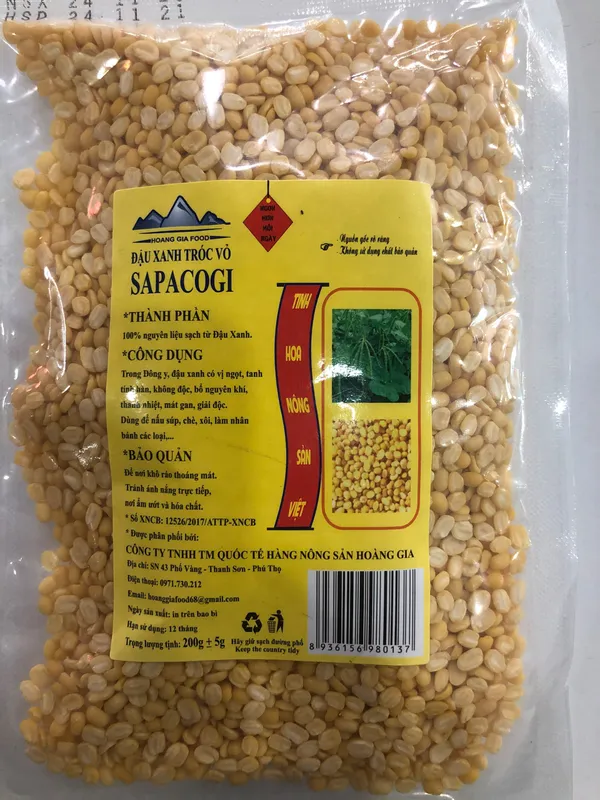 HOANG GIA FOOD
ĐẬU XANH TRÓC VỎ
SAPACOGI
NGON
HƠN
MỖI
NGÀY
Nguồn gốc rõ ràng
Không sử dụng chất bảo quản
*THÀNH PHẦN
100% nguyên liệu sạch từ Đậu Xanh.
*CÔNG DỤNG
Trong Đông y, đậu xanh có vị ngọt, tanh
tính hàn, không độc, bổ nguyên khí,
thanh nhiệt, mát gan, giải độc.
Dùng để nấu súp, chè, xôi, làm nhân
bánh các loại,...
*BẢO QUẢN
Để nơi khô ráo thoáng mát.
Tránh ánh nắng trực tiếp,
nơi ẩm ướt và hóa chất.
* Số XNCB: 12526/2017/ATTP-XNCB
* Được phân phối bởi:
CÔNG TY TNHH TM QUỐC TẾ HÀNG NÔNG SẢN HOÀNG GIA
Địa chỉ: SN 43 Phố Vàng - Thanh Sơn - Phú Thọ
Điện thoại: 0971.730.212
Email: hoanggiafood68@gmail.com
Ngày sản xuất: in trên bao bì
Hạn sử dụng: 12 tháng
Trọng lượng tịnh: 200g ± 5g
Hãy giữ sạch đường phố
Keep the country tidy
TINH
HOA
NÔNG
SẢN
VIỆT
8 936156 980137